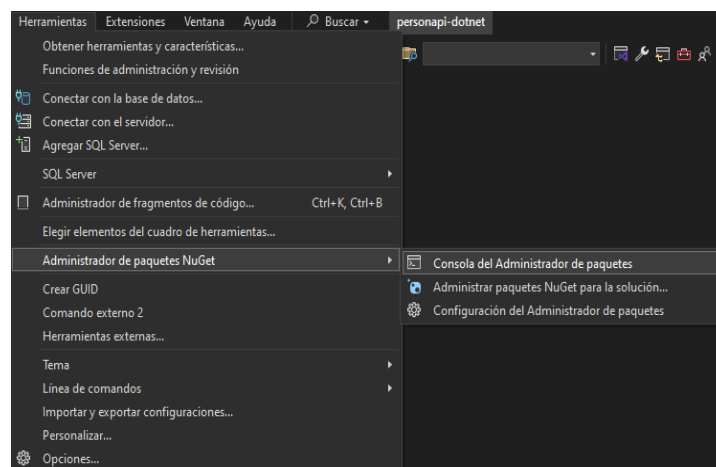 Herramientas Extensiones Ventana Ayuda Buscar personapi-dotnet
Obtener herramientas y características...
Funciones de administración y revisión
Conectar con la base de datos...
Conectar con el servidor...
Agregar SQL Server...
SQL Server
Administrador de fragmentos de código... Ctrl+K, Ctrl+B
Elegir elementos del cuadro de herramientas...
Administrador de paquetes NuGet
Consola del Administrador de paquetes
Administrar paquetes NuGet para la solución...
Configuración del Administrador de paquetes
Crear GUID
Comando externo 2
Herramientas externas...
Tema
Línea de comandos
Importar y exportar configuraciones...
Personalizar...
Opciones...